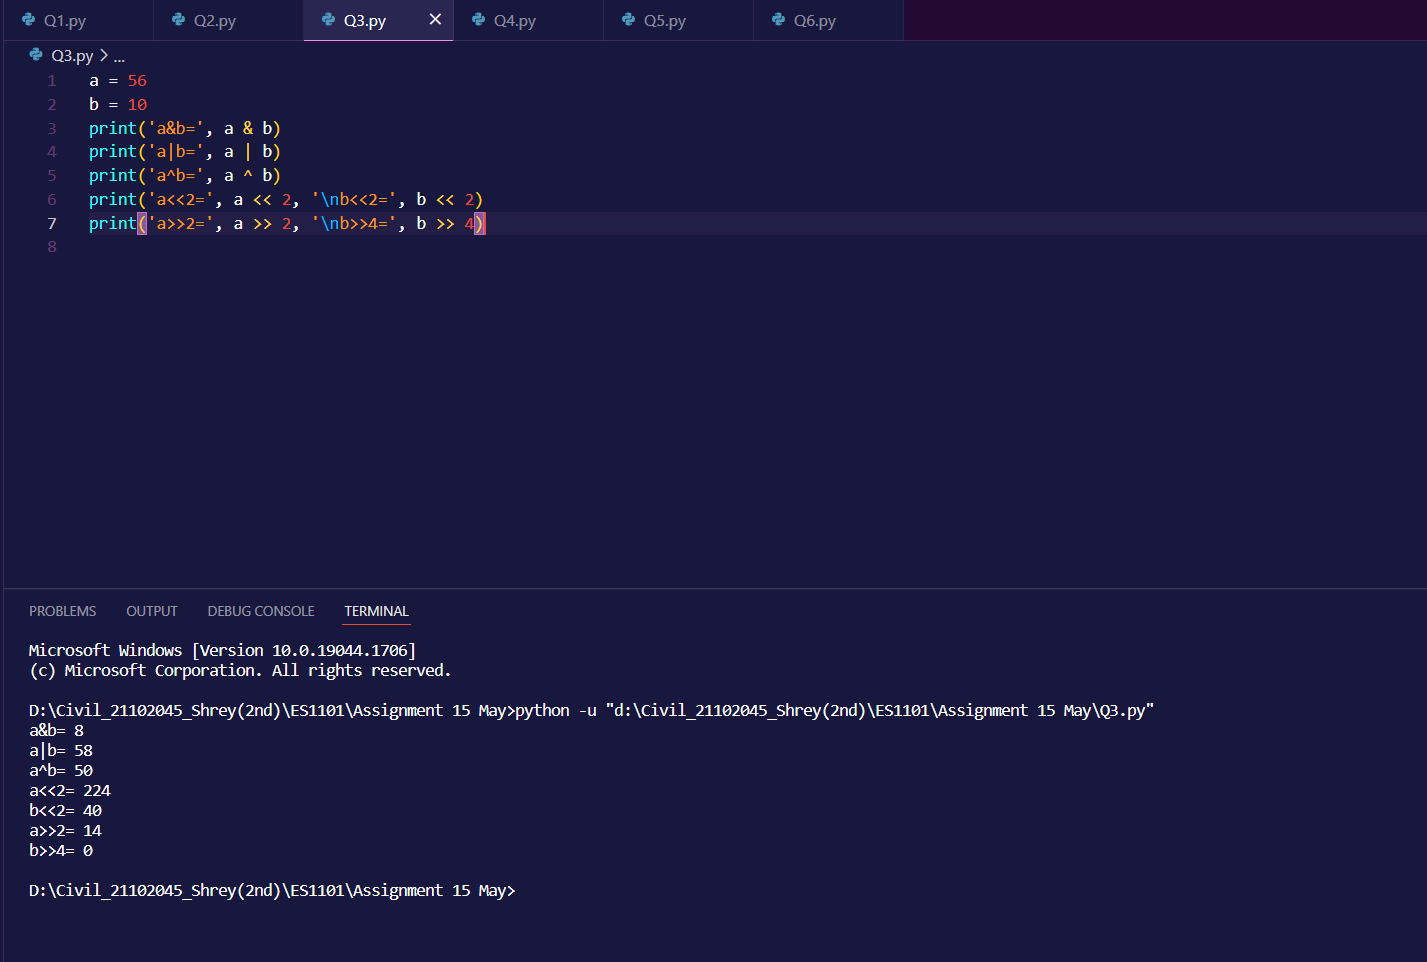 Q1.py Q2.py Q3.py × Q4.py Q5.py Q6.py
Q3.py > ...
1 a = 56
2 b = 10
3 print('a&b=', a & b)
4 print('a|b=', a | b)
5 print('a^b=', a ^ b)
6 print('a<<2=', a << 2, '\nb<<2=', b << 2)
7 print('a>>2=', a >> 2, '\nb>>4=', b >> 4)
8
PROBLEMS OUTPUT DEBUG CONSOLE TERMINAL
Microsoft Windows [Version 10.0.19044.1706]
(c) Microsoft Corporation. All rights reserved.
D:\Civil_21102045_Shrey(2nd)\ES1101\Assignment 15 May>python -u "d:\Civil_21102045_Shrey(2nd)\ES1101\Assignment 15 May\Q3.py"
a&b= 8
a|b= 58
a^b= 50
a<<2= 224
b<<2= 40
a>>2= 14
b>>4= 0
D:\Civil_21102045_Shrey(2nd)\ES1101\Assignment 15 May>